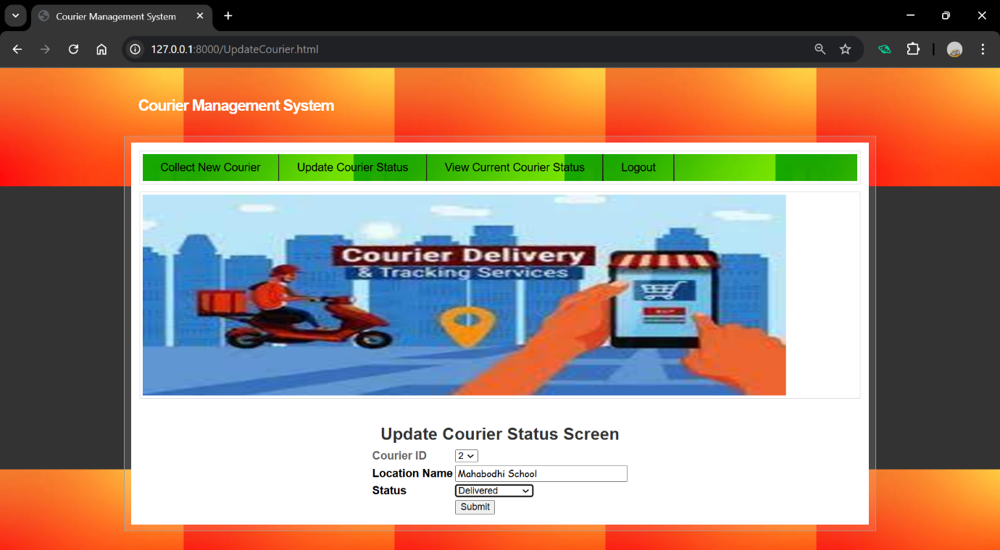 Courier Management System
127.0.0.1:8000/UpdateCourier.html
Courier Management System
Collect New Courier Update Courier Status View Current Courier Status Logout
Courier Delivery
& Tracking Services
Update Courier Status Screen
Courier ID 2
Location Name Mahabodhi School
Status Delivered
Submit